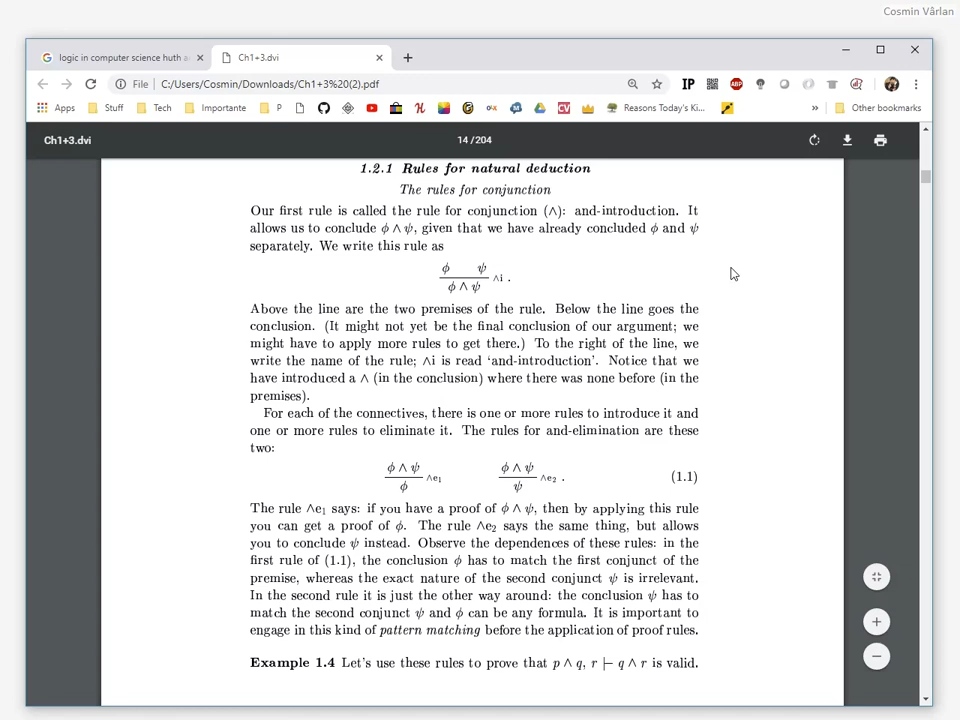 Cosmin Vârlan
logic in computer science huth a
Ch1+3.dvi
File
C:/Users/Cosmin/Downloads/Ch1+3%20(2).pdf
IP
ABP
Apps
Stuff
Tech
Importante
P
CV
Reasons Today's Ki...
»
Other bookmarks
Ch1+3.dvi
14 / 204
1.2.1 Rules for natural deduction
The rules for conjunction
Our first rule is called the rule for conjunction (∧): and-introduction. It
allows us to conclude ϕ ∧ ψ, given that we have already concluded ϕ and ψ
separately. We write this rule as
ϕ ψ
ϕ ∧ ψ ∧i .
Above the line are the two premises of the rule. Below the line goes the
conclusion. (It might not yet be the final conclusion of our argument; we
might have to apply more rules to get there.) To the right of the line, we
write the name of the rule; ∧i is read ‘and-introduction’. Notice that we
have introduced a ∧ (in the conclusion) where there was none before (in the
premises).
For each of the connectives, there is one or more rules to introduce it and
one or more rules to eliminate it. The rules for and-elimination are these
two:
ϕ ∧ ψ ϕ ∧ ψ
∧e₁ ∧e₂ . (1.1)
ϕ ψ
The rule ∧e₁ says: if you have a proof of ϕ ∧ ψ, then by applying this rule
you can get a proof of ϕ. The rule ∧e₂ says the same thing, but allows
you to conclude ψ instead. Observe the dependences of these rules: in the
first rule of (1.1), the conclusion ϕ has to match the first conjunct of the
premise, whereas the exact nature of the second conjunct ψ is irrelevant.
In the second rule it is just the other way around: the conclusion ψ has to
match the second conjunct ψ and ϕ can be any formula. It is important to
engage in this kind of pattern matching before the application of proof rules.
Example 1.4 Let's use these rules to prove that p ∧ q, r ⊢ q ∧ r is valid.